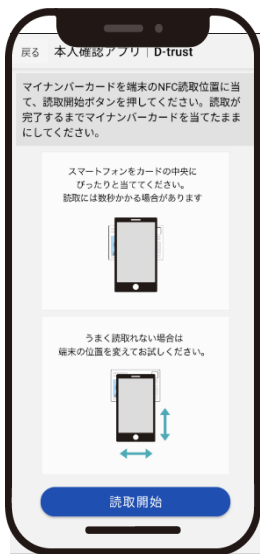 戻る 本人確認アプリ | D-trust
マイナンバーカードを端末のNFC読取位置に当
て、読取開始ボタンを押してください。読取が
完了するまでマイナンバーカードを当てたまま
にしてください。
スマートフォンをカードの中央に
ぴったりと当ててください。
読取には数秒かかる場合があります
うまく読取れない場合は
端末の位置を変えてお試しください。
読取開始